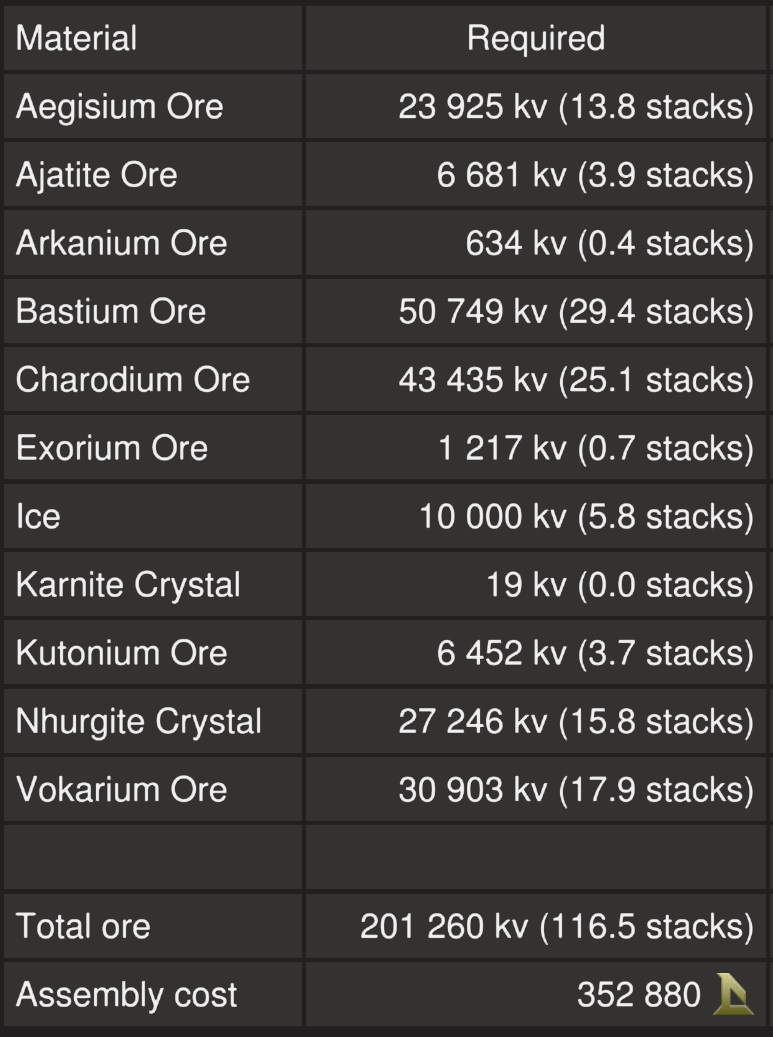 Material Required
Aegisium Ore 23 925 kv (13.8 stacks)
Ajatite Ore 6 681 kv (3.9 stacks)
Arkanium Ore 634 kv (0.4 stacks)
Bastium Ore 50 749 kv (29.4 stacks)
Charodium Ore 43 435 kv (25.1 stacks)
Exorium Ore 1 217 kv (0.7 stacks)
Ice 10 000 kv (5.8 stacks)
Karnite Crystal 19 kv (0.0 stacks)
Kutonium Ore 6 452 kv (3.7 stacks)
Nhurgite Crystal 27 246 kv (15.8 stacks)
Vokarium Ore 30 903 kv (17.9 stacks)
Total ore 201 260 kv (116.5 stacks)
Assembly cost 352 880